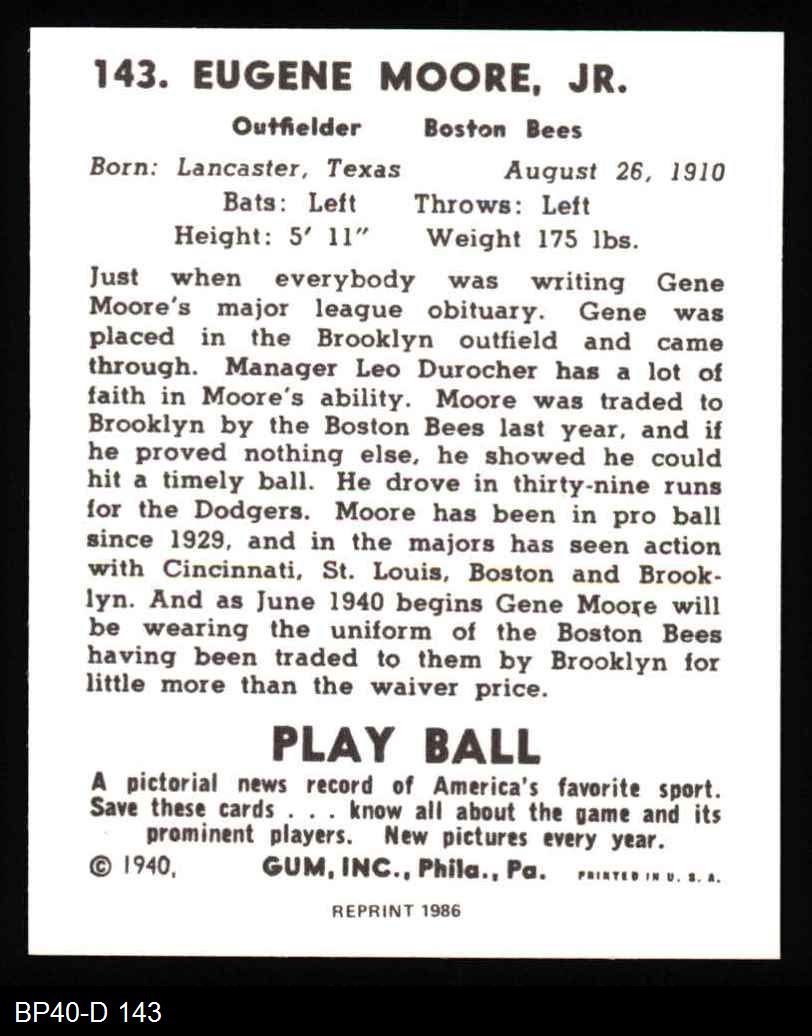 143. EUGENE MOORE, JR.
Outfielder Boston Bees
Born: Lancaster, Texas August 26, 1910
Bats: Left Throws: Left
Height: 5' 11" Weight 175 lbs.
Just when everybody was writing Gene
Moore's major league obituary. Gene was
placed in the Brooklyn outfield and came
through. Manager Leo Durocher has a lot of
faith in Moore's ability. Moore was traded to
Brooklyn by the Boston Bees last year, and if
he proved nothing else, he showed he could
hit a timely ball. He drove in thirty-nine runs
for the Dodgers. Moore has been in pro ball
since 1929, and in the majors has seen action
with Cincinnati, St. Louis, Boston and Brook-
lyn. And as June 1940 begins Gene Moore will
be wearing the uniform of the Boston Bees
having been traded to them by Brooklyn for
little more than the waiver price.
PLAY BALL
A pictorial news record of America's favorite sport.
Save these cards . . . know all about the game and its
prominent players. New pictures every year.
© 1940, GUM, INC., Phila., Pa. PRINTED IN U. S. A.
REPRINT 1986
BP40-D 143